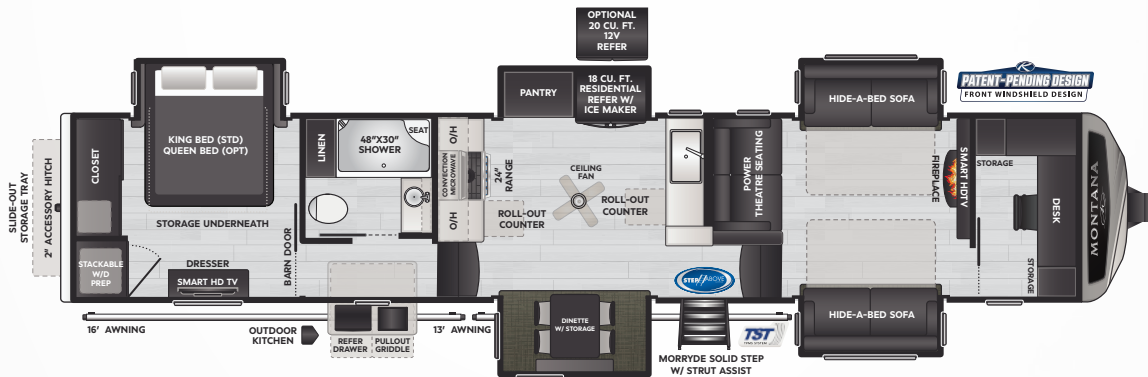 OPTIONAL
20 CU. FT.
12V
REFER
PANTRY
18 CU. FT.
RESIDENTIAL
REFER W/
ICE MAKER
HIDE-A-BED SOFA
PATENT-PENDING DESIGN
FRONT WINDSHIELD DESIGN
SLIDE-OUT
STORAGE TRAY
2" ACCESSORY HITCH
CLOSET
KING BED (STD)
QUEEN BED (OPT)
LINEN
48"X30"
SHOWER
SEAT
O/H
CONVECTION
MICROWAVE
O/H
24"
RANGE
CEILING
FAN
ROLL-OUT
COUNTER
ROLL-OUT
COUNTER
POWER
THEATRE SEATING
FIREPLACE
SMART HDTV
STORAGE
DESK
STORAGE
MONTANA
STORAGE UNDERNEATH
STACKABLE
W/D
PREP
DRESSER
SMART HD TV
BARN DOOR
STEP ABOVE
16' AWNING
OUTDOOR
KITCHEN
REFER
DRAWER
PULLOUT
GRIDDLE
13' AWNING
DINETTE
W/ STORAGE
MORRYDE SOLID STEP
W/ STRUT ASSIST
TST
HIDE-A-BED SOFA